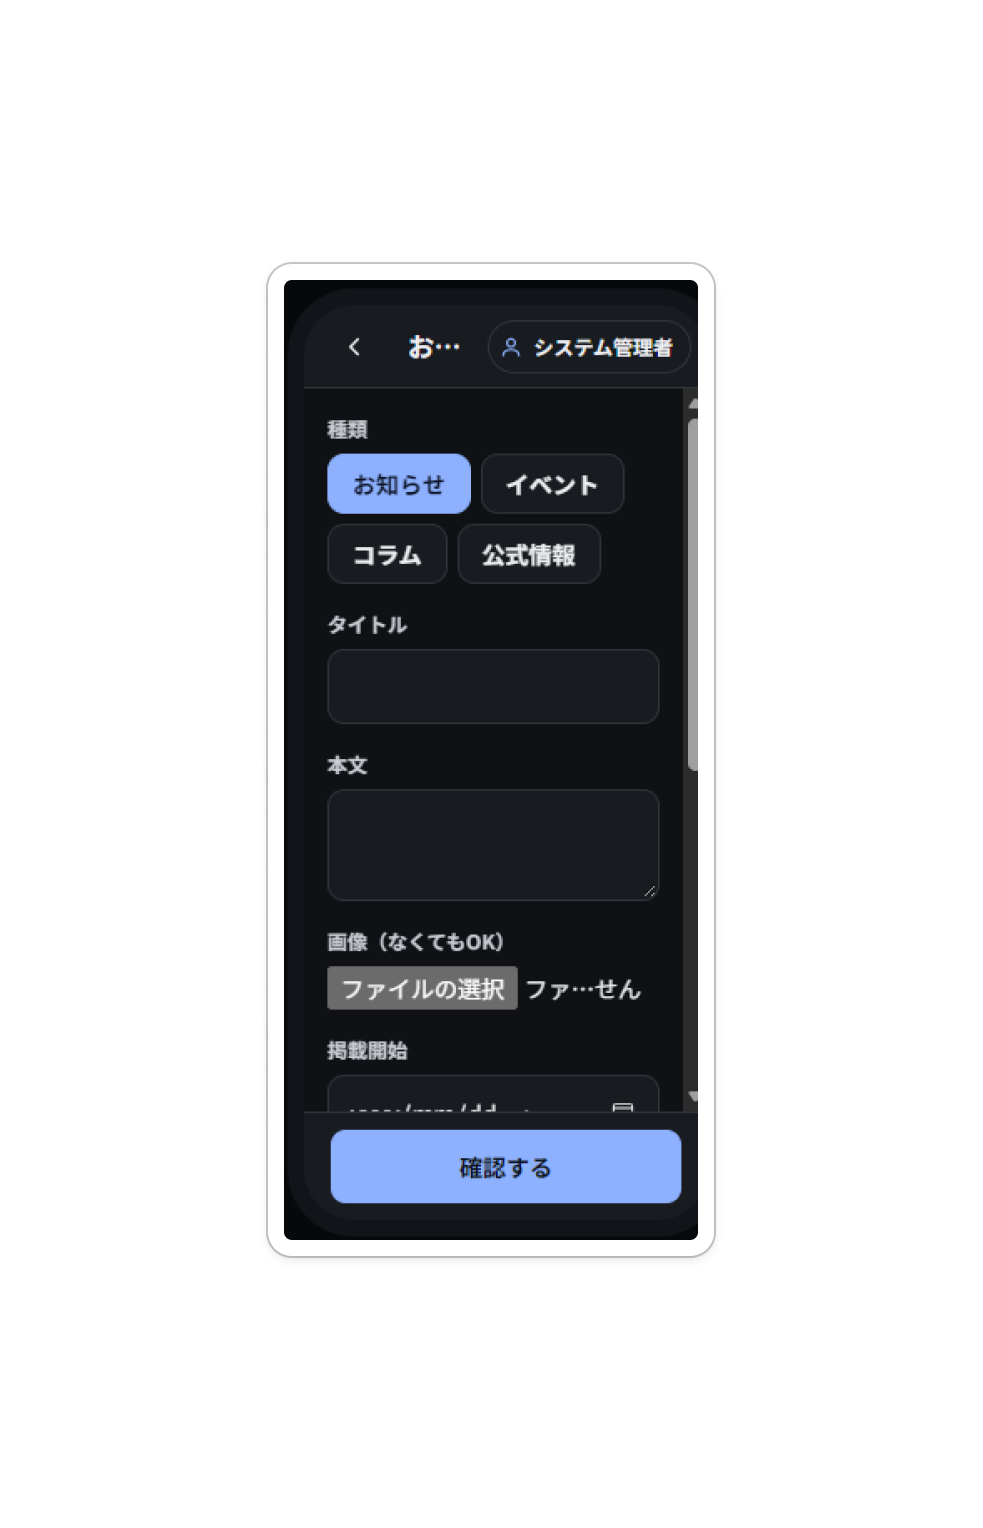 お… システム管理者
種類
お知らせ イベント
コラム 公式情報
タイトル
本文
画像（なくてもOK）
ファイルの選択 ファ…せん
掲載開始
確認する